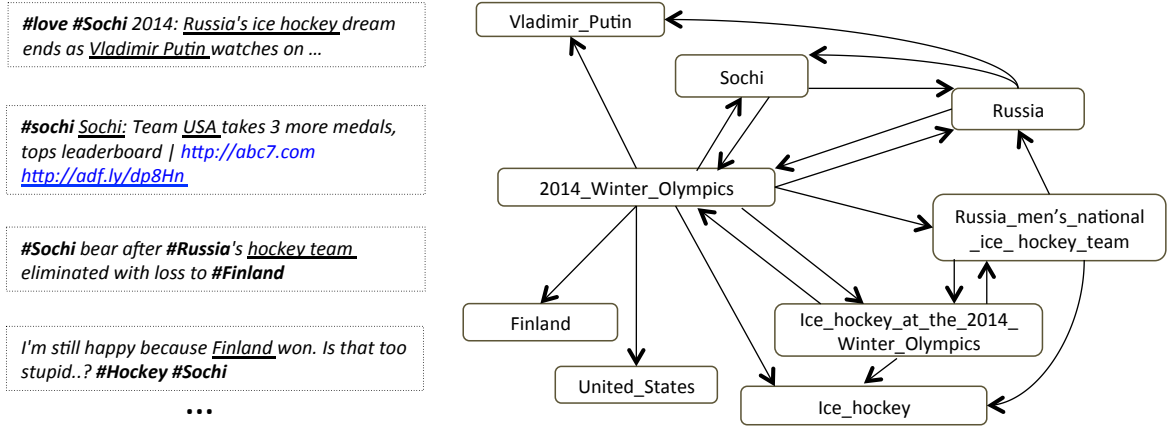 #love #Sochi 2014: Russia's ice hockey dream
ends as Vladimir Putin watches on …
#sochi Sochi: Team USA takes 3 more medals,
tops leaderboard | http://abc7.com
http://adf.ly/dp8Hn
#Sochi bear after #Russia's hockey team
eliminated with loss to #Finland
I'm still happy because Finland won. Is that too
stupid..? #Hockey #Sochi
...
Vladimir_Putin
Sochi
Russia
2014_Winter_Olympics
Russia_men's_national
_ice_ hockey_team
Finland
Ice_hockey_at_the_2014_
Winter_Olympics
United_States
Ice_hockey